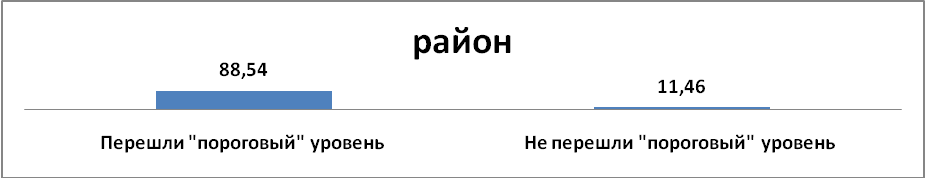 район
88,54
11,46
Перешли "пороговый" уровень
Не перешли "пороговый" уровень